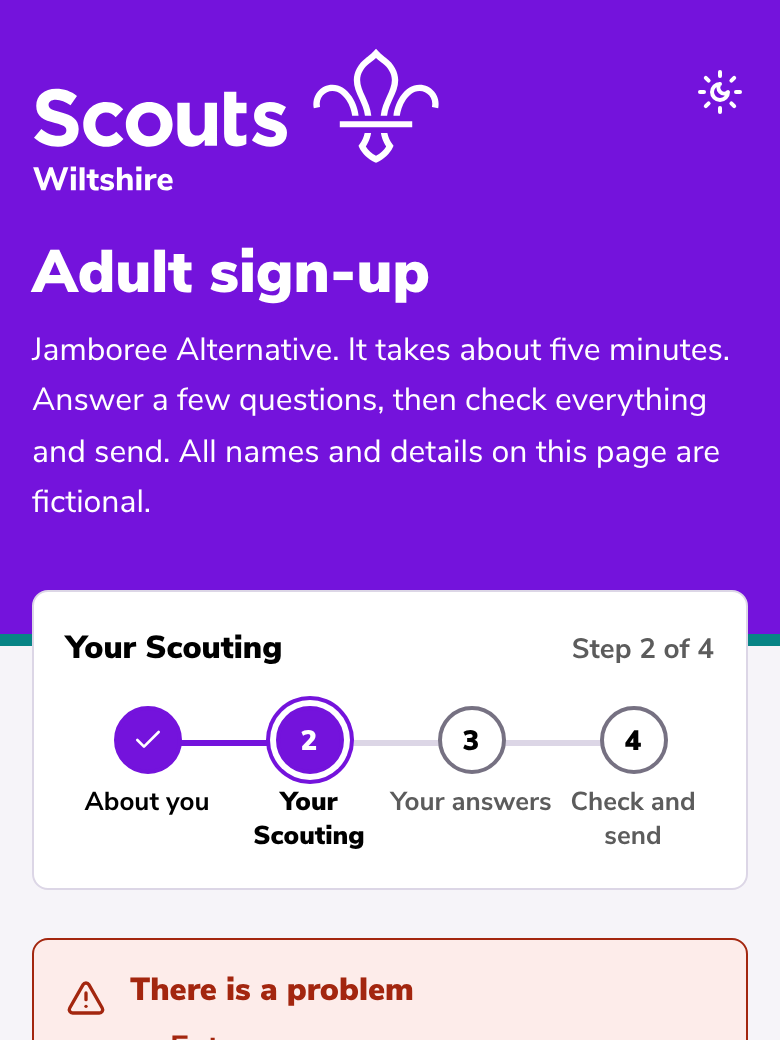 Scouts
Wiltshire
Adult sign-up
Jamboree Alternative. It takes about five minutes.
Answer a few questions, then check everything
and send. All names and details on this page are
fictional.
Your Scouting
Step 2 of 4
2
3
4
About you
Your
Scouting
Your answers
Check and
send
There is a problem